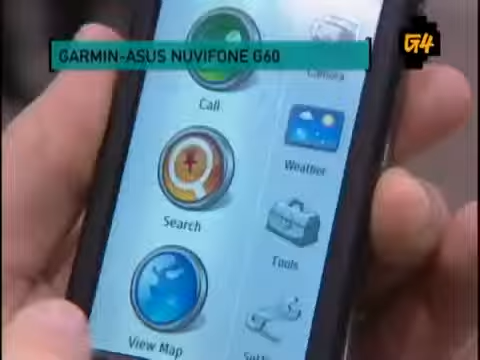 GARMIN-ASUS NUVIFONE G60
G4
Call
Camera
Weather
Search
Tools
View Map